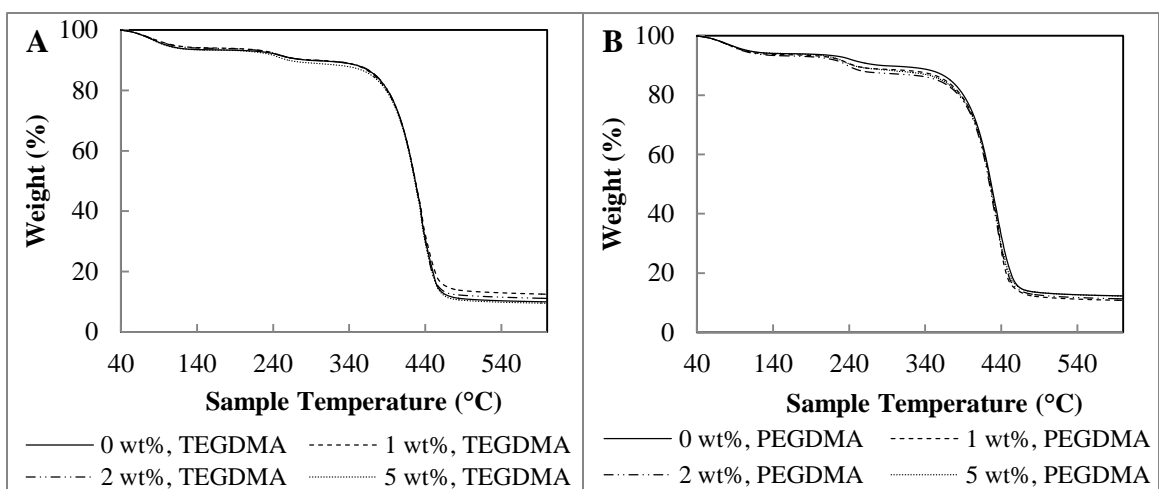 A
Weight (%)
100
80
60
40
20
0
40 140 240 340 440 540
Sample Temperature (°C)
0 wt%, TEGDMA 1 wt%, TEGDMA
2 wt%, TEGDMA 5 wt%, TEGDMA
B
Weight (%)
100
80
60
40
20
0
40 140 240 340 440 540
Sample Temperature (°C)
0 wt%, PEGDMA 1 wt%, PEGDMA
2 wt%, PEGDMA 5 wt%, PEGDMA